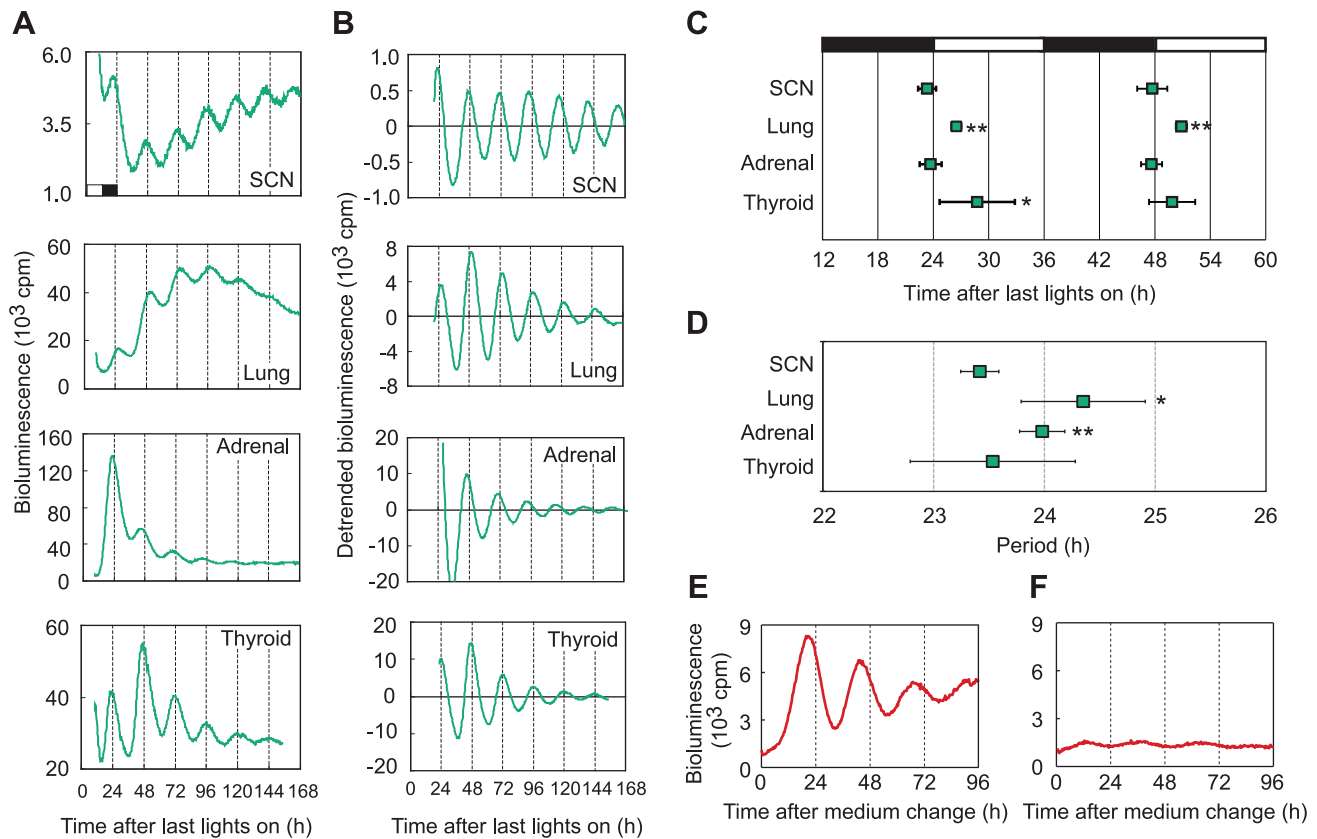 A
Bioluminescence (10³ cpm)
6.0
3.5
1.0
SCN
60
40
20
0
Lung
160
120
80
40
0
Adrenal
60
40
20
Thyroid
0 24 48 72 96 120 144 168
Time after last lights on (h)
B
Detrended bioluminescence (10³ cpm)
1.0
0.5
0
-0.5
-1.0
SCN
8
4
0
-4
-8
Lung
20
10
0
-10
-20
Adrenal
20
10
0
-10
-20
Thyroid
0 24 48 72 96 120 144 168
Time after last lights on (h)
C
SCN
Lung
**
**
Adrenal
Thyroid
*
12 18 24 30 36 42 48 54 60
Time after last lights on (h)
D
SCN
Lung
*
Adrenal
**
Thyroid
22 23 24 25 26
Period (h)
E
Bioluminescence
(10³ cpm)
9
6
3
0
0 24 48 72 96
Time after medium change (h)
F
9
6
3
0
0 24 48 72 96
Time after medium change (h)